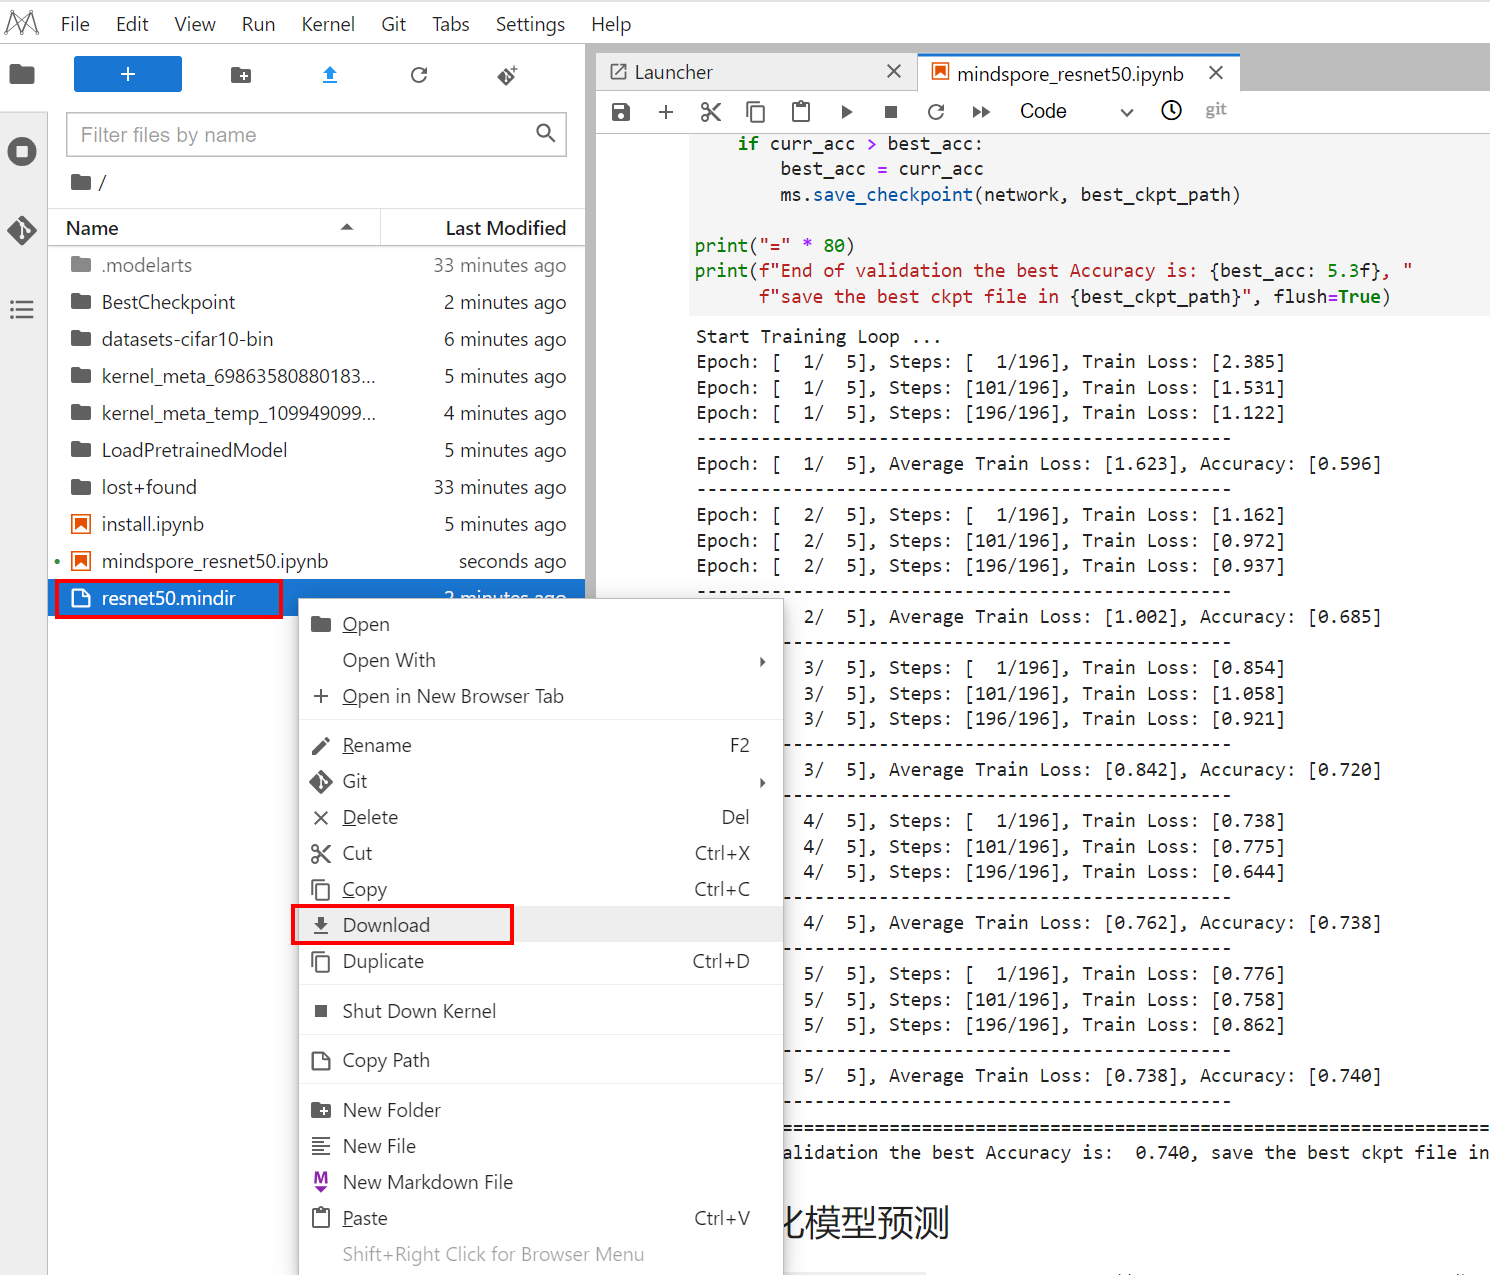 File Edit View Run Kernel Git Tabs Settings Help
+
Filter files by name
/
Name Last Modified
.modelarts 33 minutes ago
BestCheckpoint 2 minutes ago
datasets-cifar10-bin 6 minutes ago
kernel_meta_69863580880183... 5 minutes ago
kernel_meta_temp_109949099... 4 minutes ago
LoadPretrainedModel 5 minutes ago
lost+found 33 minutes ago
install.ipynb 5 minutes ago
mindspore_resnet50.ipynb seconds ago
resnet50.mindir 2 minutes ago
Open
Open With
Open in New Browser Tab
Rename F2
Git
Delete Del
Cut Ctrl+X
Copy Ctrl+C
Download
Duplicate Ctrl+D
Shut Down Kernel
Copy Path
New Folder
New File
New Markdown File
Paste Ctrl+V
Shift+Right Click for Browser Menu
Launcher mindspore_resnet50.ipynb
Code git
if curr_acc > best_acc:
best_acc = curr_acc
ms.save_checkpoint(network, best_ckpt_path)
print("=" * 80)
print(f"End of validation the best Accuracy is: {best_acc: 5.3f}, "
f"save the best ckpt file in {best_ckpt_path}", flush=True)
Start Training Loop ...
Epoch: [  1/  5], Steps: [  1/196], Train Loss: [2.385]
Epoch: [  1/  5], Steps: [101/196], Train Loss: [1.531]
Epoch: [  1/  5], Steps: [196/196], Train Loss: [1.122]
--------------------------------------------------
Epoch: [  1/  5], Average Train Loss: [1.623], Accuracy: [0.596]
--------------------------------------------------
Epoch: [  2/  5], Steps: [  1/196], Train Loss: [1.162]
Epoch: [  2/  5], Steps: [101/196], Train Loss: [0.972]
Epoch: [  2/  5], Steps: [196/196], Train Loss: [0.937]
------------------------------------------
2/  5], Average Train Loss: [1.002], Accuracy: [0.685]
------------------------------------------
3/  5], Steps: [  1/196], Train Loss: [0.854]
3/  5], Steps: [101/196], Train Loss: [1.058]
3/  5], Steps: [196/196], Train Loss: [0.921]
------------------------------------------
3/  5], Average Train Loss: [0.842], Accuracy: [0.720]
------------------------------------------
4/  5], Steps: [  1/196], Train Loss: [0.738]
4/  5], Steps: [101/196], Train Loss: [0.775]
4/  5], Steps: [196/196], Train Loss: [0.644]
------------------------------------------
4/  5], Average Train Loss: [0.762], Accuracy: [0.738]
------------------------------------------
5/  5], Steps: [  1/196], Train Loss: [0.776]
5/  5], Steps: [101/196], Train Loss: [0.758]
5/  5], Steps: [196/196], Train Loss: [0.862]
------------------------------------------
5/  5], Average Train Loss: [0.738], Accuracy: [0.740]
------------------------------------------
==================================================================
alidation the best Accuracy is:  0.740, save the best ckpt file in
化模型预测